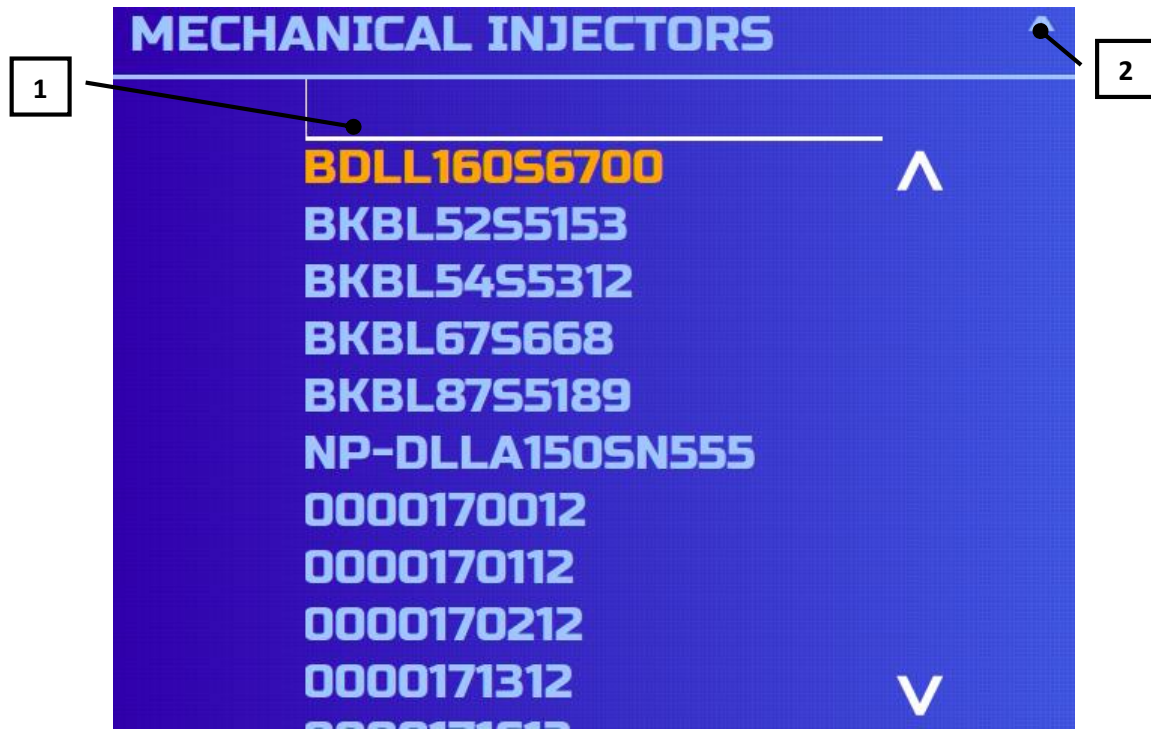 MECHANICAL INJECTORS
1
2
BDLL160S6700
BKBL52S5153
BKBL54S5312
BKBL67S668
BKBL87S5189
NP-DLLA150SN555
0000170012
0000170112
0000170212
0000171312